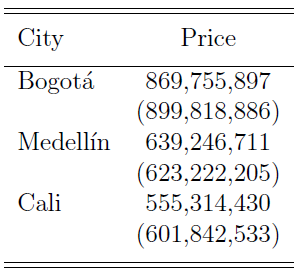 City Price
Bogotá 869,755,897
(899,818,886)
Medellín 639,246,711
(623,222,205)
Cali 555,314,430
(601,842,533)